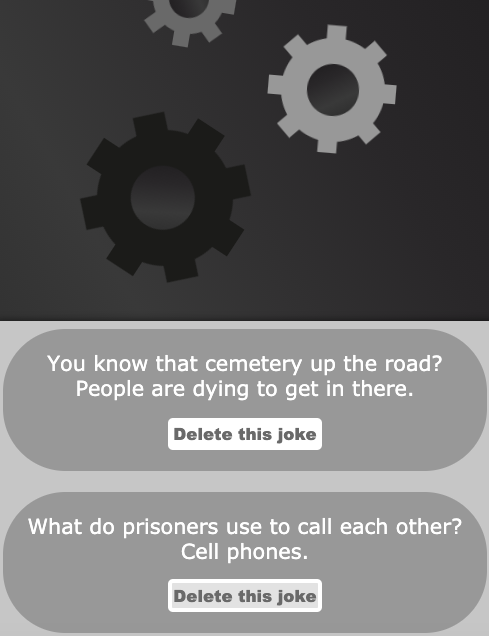 You know that cemetery up the road?
People are dying to get in there.
Delete this joke
What do prisoners use to call each other?
Cell phones.
Delete this joke